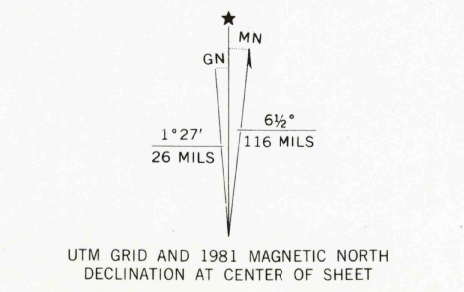 MN
GN
6½°
116 MILS
1°27'
26 MILS
UTM GRID AND 1981 MAGNETIC NORTH
DECLINATION AT CENTER OF SHEET